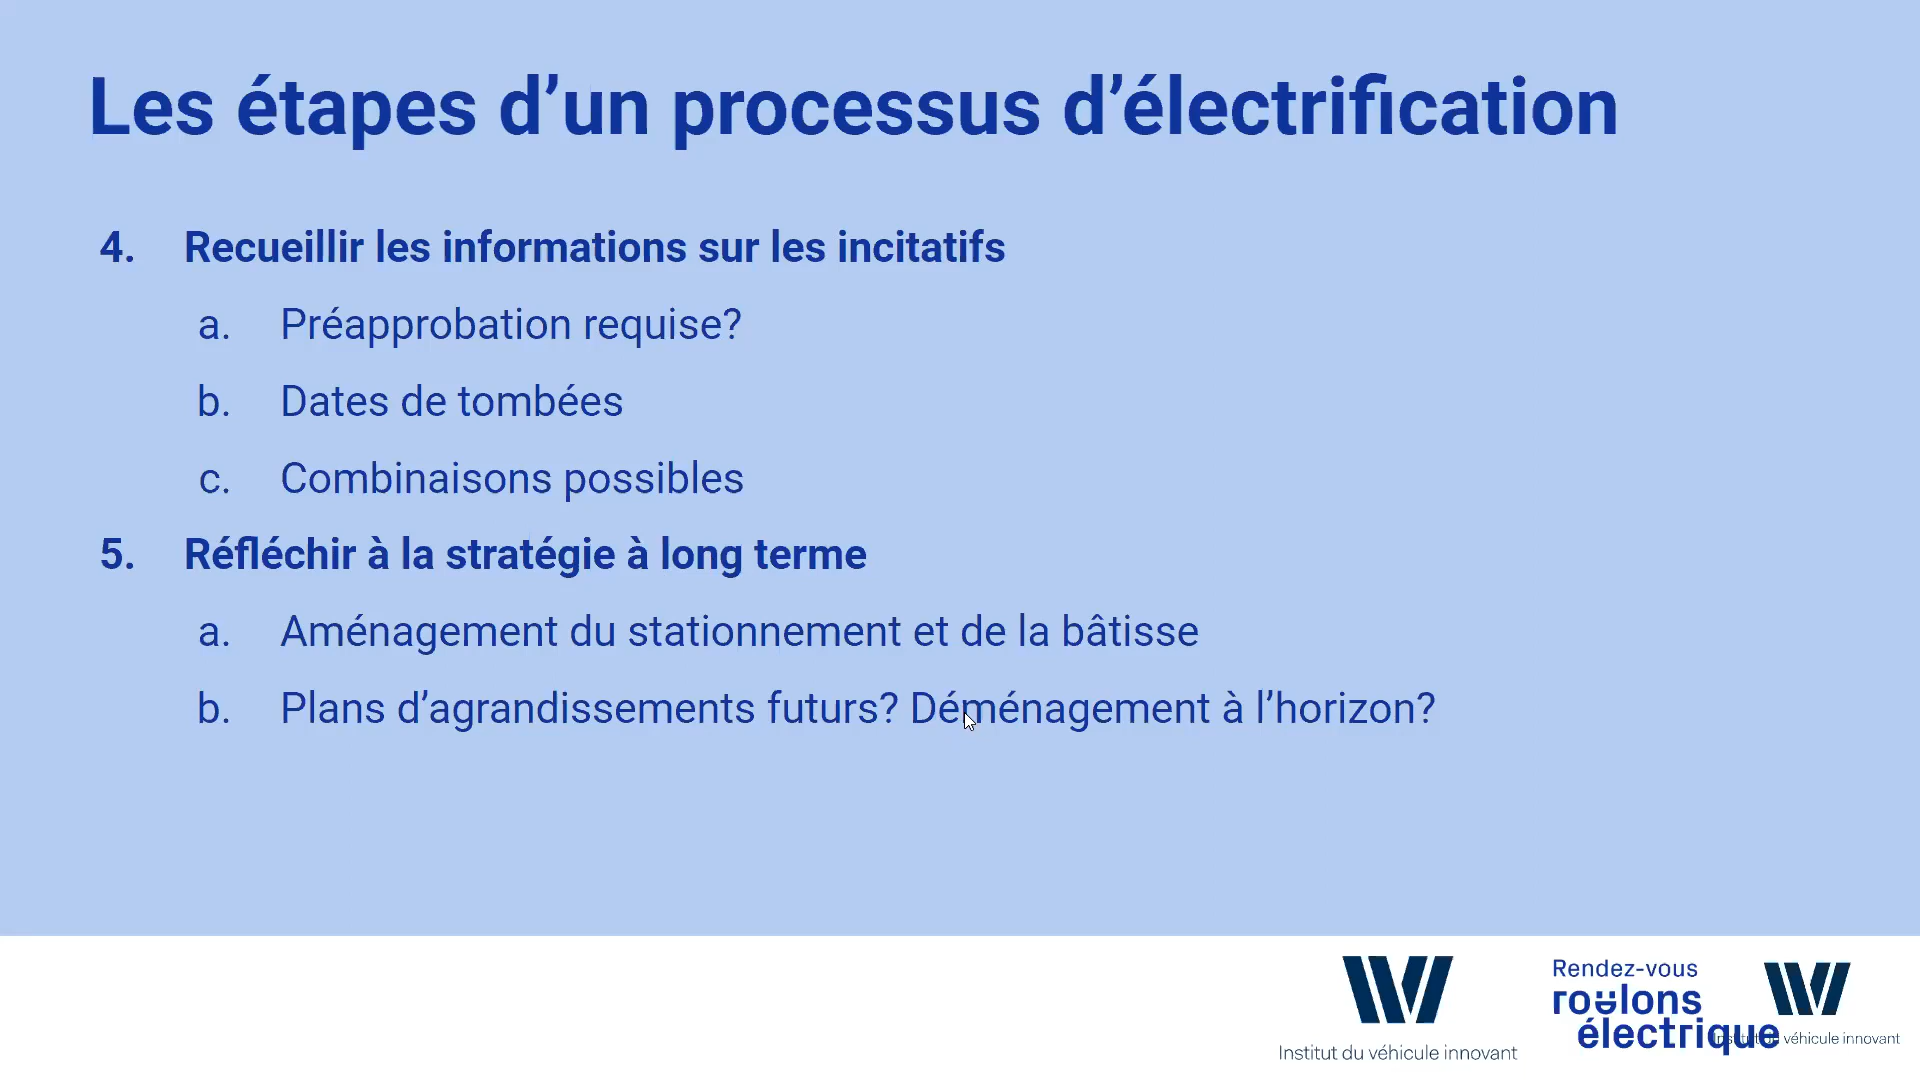 Les étapes d’un processus d’électrification
4. Recueillir les informations sur les incitatifs
a. Préapprobation requise?
b. Dates de tombées
c. Combinaisons possibles
5. Réfléchir à la stratégie à long terme
a. Aménagement du stationnement et de la bâtisse
b. Plans d’agrandissements futurs? Déménagement à l’horizon?
Institut du véhicule innovant
Rendez-vous
roulons
électrique
Institut du véhicule innovant